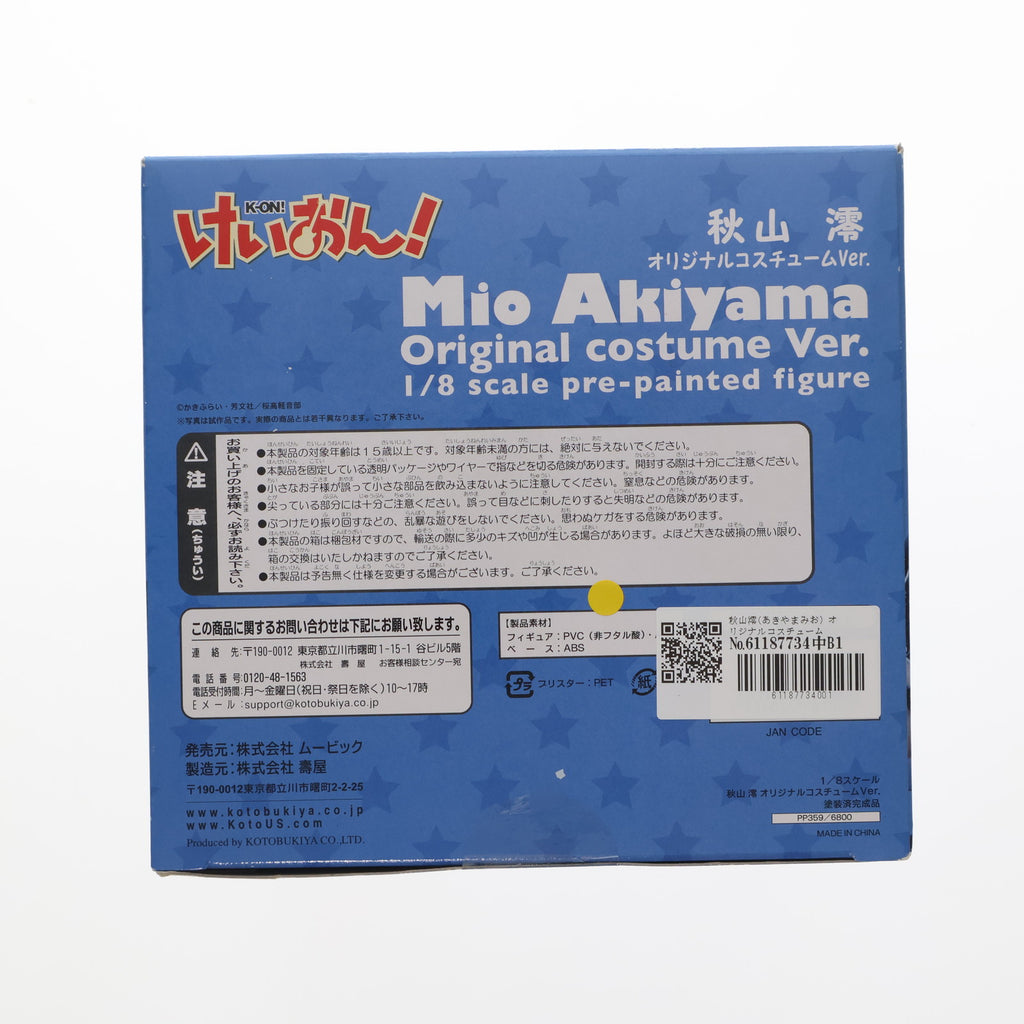 K-ON!
けいおん!
秋山 澪
オリジナルコスチュームVer.
Mio Akiyama
Original costume Ver.
1/8 scale pre-painted figure
©かきふらい・芳文社／桜高軽音部
※写真は試作品です。実際の商品とは若干異なります。ご了承下さい。
注意(ちゅうい)
お買い上げのお客様へ、必ずお読み下さい。
●本製品の対象年齢は15歳以上です。対象年齢未満の方には、絶対に与えないでください。
●本製品を固定している透明パッケージやワイヤーで指などを切る危険があります。開封する際は十分にご注意ください。
●小さなお子様が誤って小さな部品を飲み込まないように注意してください。窒息などの危険があります。
●尖っている部分には十分ご注意ください。誤って目などに刺したりすると失明などの危険があります。
●ぶつけたり振り回すなどの、乱暴な遊びをしないでください。思わぬケガをする危険があります。
●本製品の箱は梱包材ですので、輸送の際に多少のキズや凹が生じる場合があります。よほど大きな破損の無い限り、
箱の交換はいたしかねますのでご了承ください。
●本製品は予告無く仕様を変更する場合がございます。ご了承ください。
この商品に関するお問い合わせは下記にお願い致します。
連絡先:〒190-0012 東京都立川市曙町1-15-1 谷ビル5階
株式会社 壽屋 お客様相談センター宛
電話番号:0120-48-1563
電話受付時間:月～金曜日(祝日・祭日を除く)10～17時
Eメール:support@kotobukiya.co.jp
【製品素材】
フィギュア:PVC（非フタル酸）・
ベース:ABS
プラ
ブリスター:PET
紙
秋山澪(あきやまみお) オ
リジナルコスチューム
No.61187734中B1
61187734001
JAN CODE
発売元:株式会社 ムービック
製造元:株式会社 壽屋
〒190-0012東京都立川市曙町2-2-25
www.kotobukiya.co.jp
www.KotoUS.com
Produced by KOTOBUKIYA CO.,LTD.
1/8スケール
秋山 澪 オリジナルコスチュームVer.
塗装済完成品
PP359/6800
MADE IN CHINA